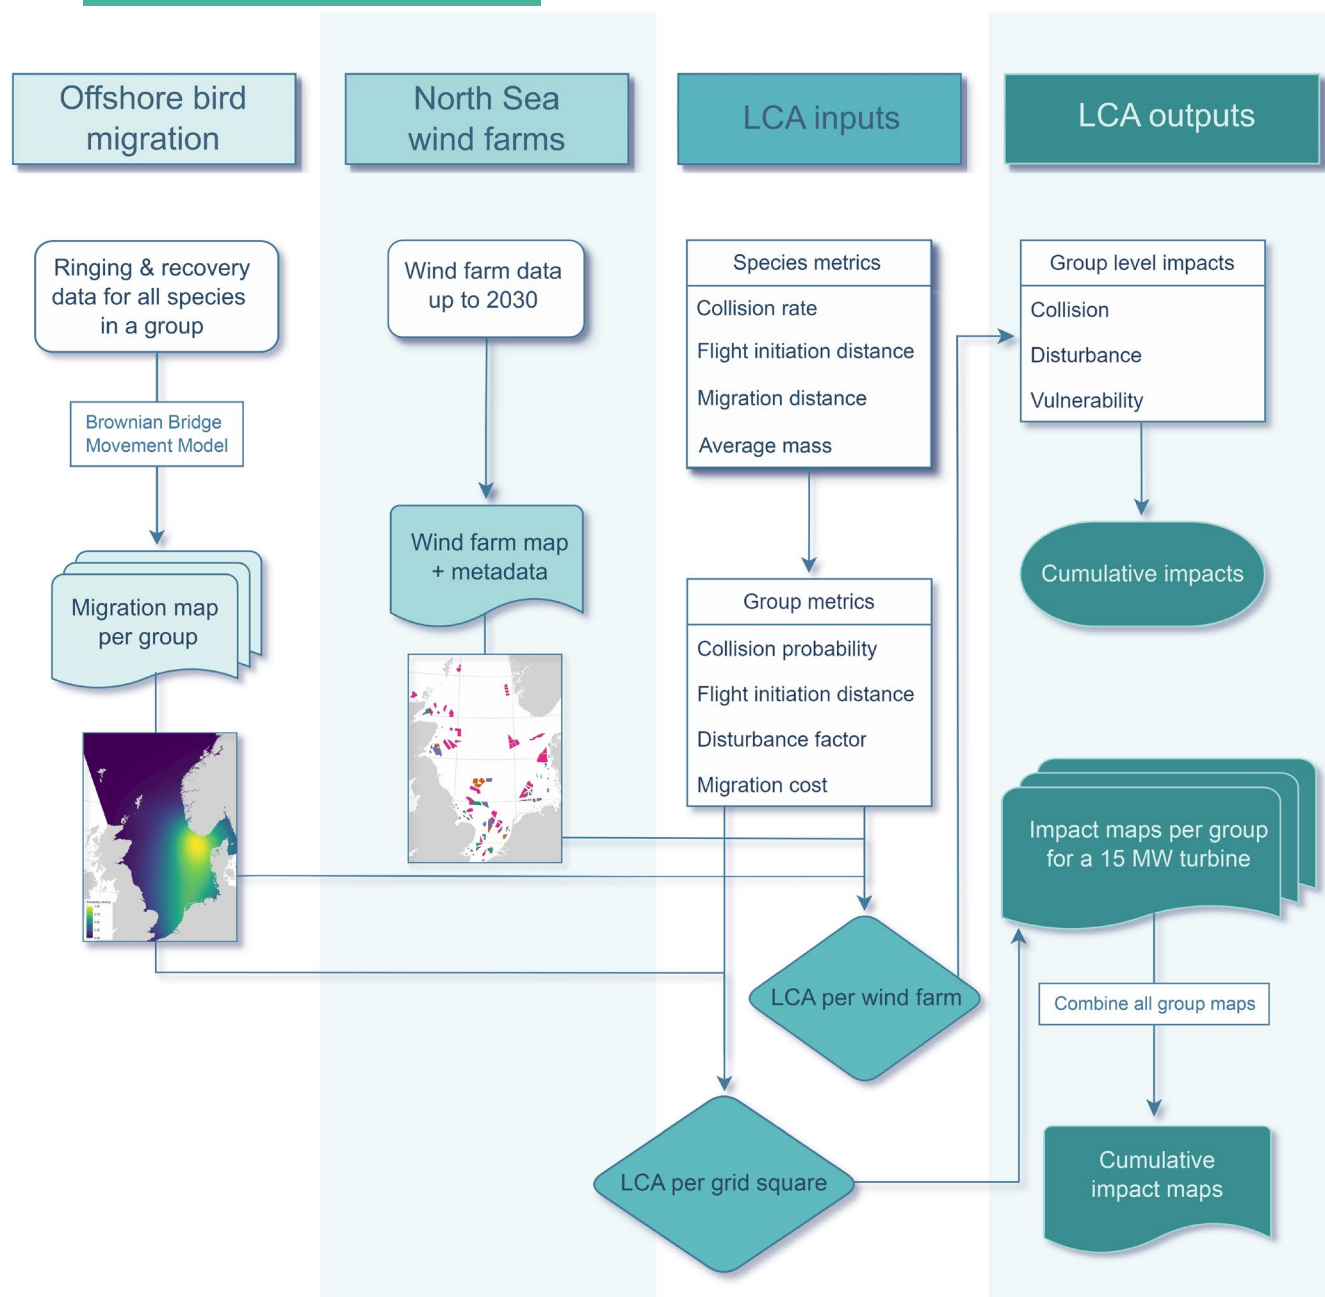 Offshore bird
migration
North Sea
wind farms
LCA inputs
LCA outputs
Ringing & recovery
data for all species
in a group
Brownian Bridge
Movement Model
Migration map
per group
Wind farm data
up to 2030
Wind farm map
+ metadata
Species metrics
Collision rate
Flight initiation distance
Migration distance
Average mass
Group metrics
Collision probability
Flight initiation distance
Disturbance factor
Migration cost
LCA per wind farm
LCA per grid square
Group level impacts
Collision
Disturbance
Vulnerability
Cumulative impacts
Impact maps per group
for a 15 MW turbine
Combine all group maps
Cumulative
impact maps